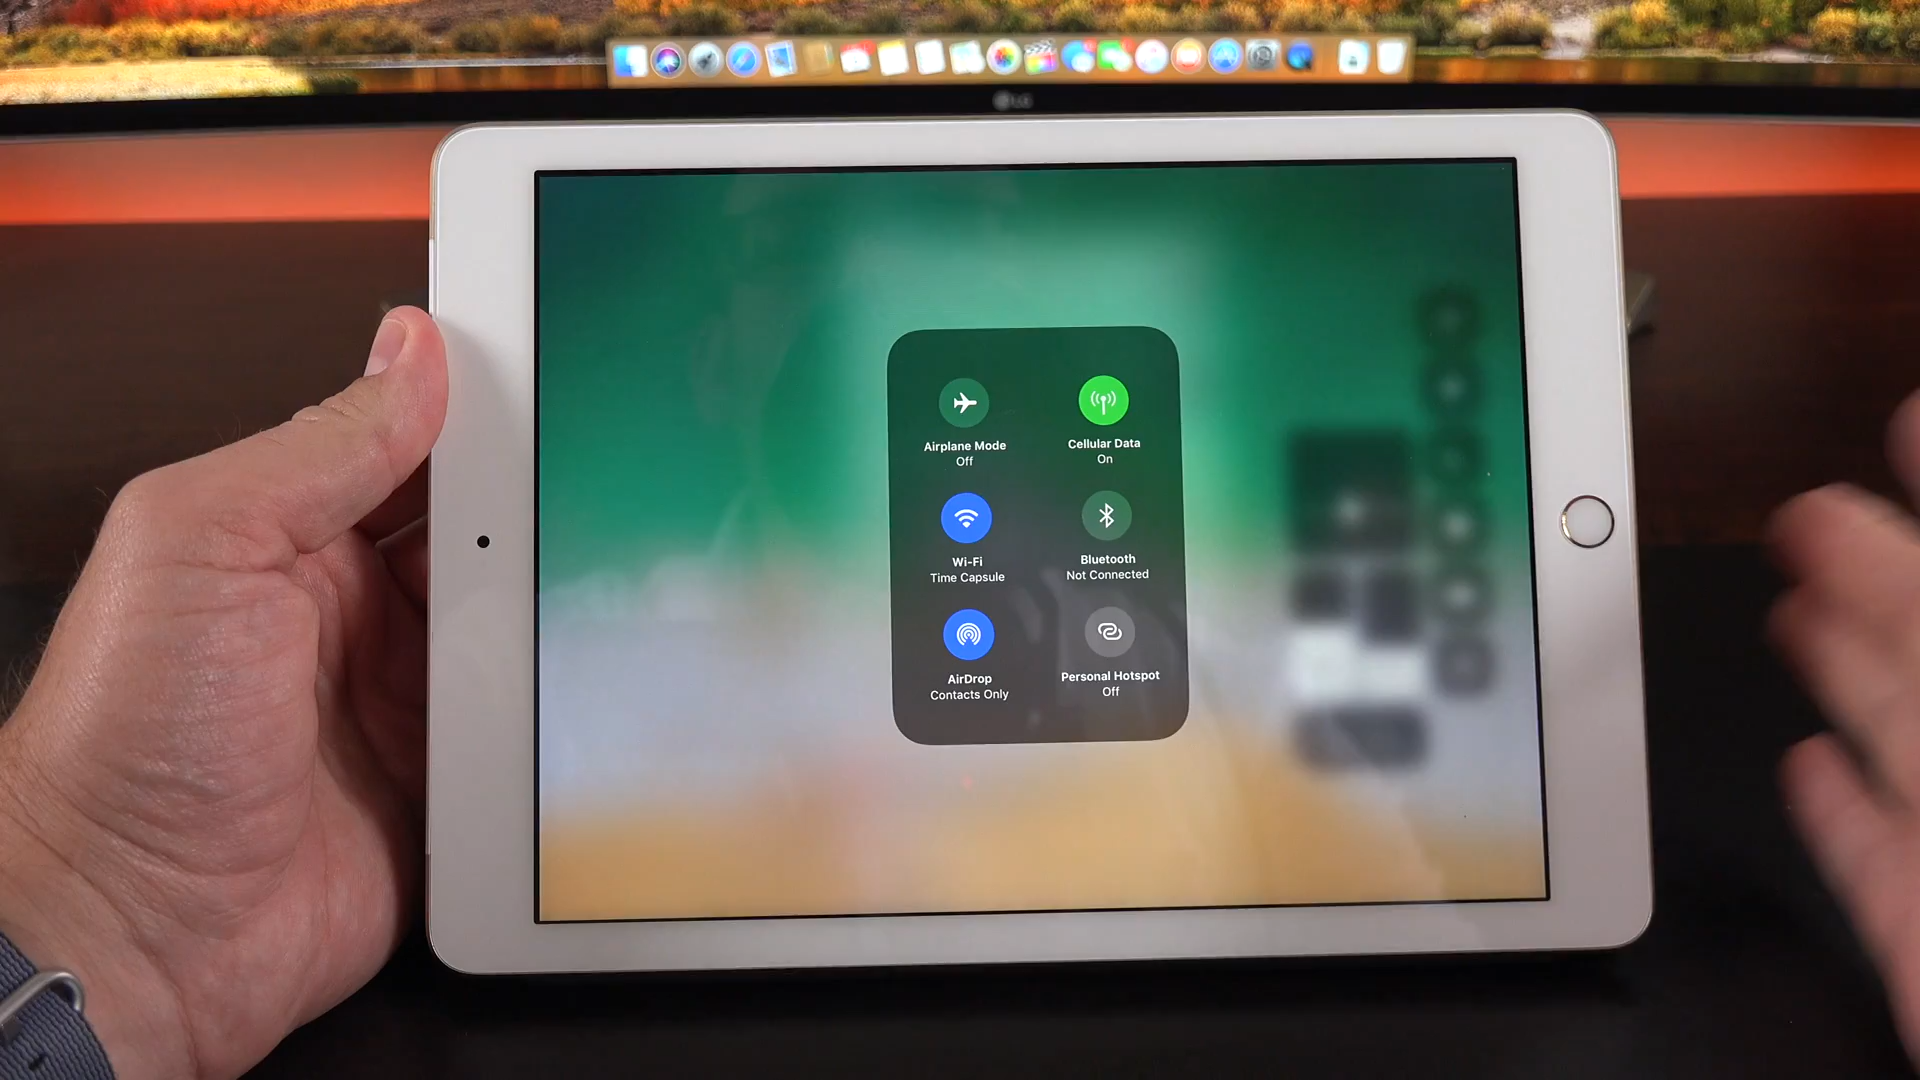 LG
Airplane Mode
Off
Cellular Data
On
Wi-Fi
Time Capsule
Bluetooth
Not Connected
AirDrop
Contacts Only
Personal Hotspot
Off